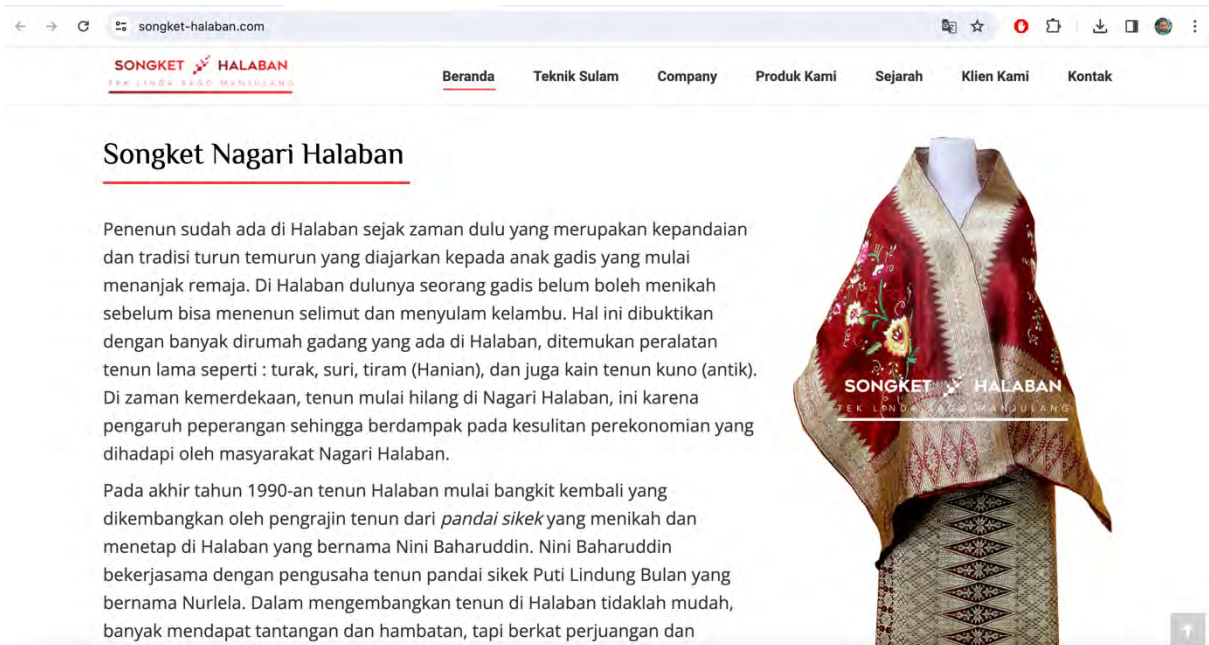 songket-halaban.com
SONGKET HALABAN
TEK LINDA SAGO MANJULANG
Beranda Teknik Sulam Company Produk Kami Sejarah Klien Kami Kontak
Songket Nagari Halaban
Penenun sudah ada di Halaban sejak zaman dulu yang merupakan kepandaian
dan tradisi turun temurun yang diajarkan kepada anak gadis yang mulai
menanjak remaja. Di Halaban dulunya seorang gadis belum boleh menikah
sebelum bisa menenun selimut dan menyulam kelambu. Hal ini dibuktikan
dengan banyak dirumah gadang yang ada di Halaban, ditemukan peralatan
tenun lama seperti : turak, suri, tiram (Hanian), dan juga kain tenun kuno (antik).
Di zaman kemerdekaan, tenun mulai hilang di Nagari Halaban, ini karena
pengaruh peperangan sehingga berdampak pada kesulitan perekonomian yang
dihadapi oleh masyarakat Nagari Halaban.
Pada akhir tahun 1990-an tenun Halaban mulai bangkit kembali yang
dikembangkan oleh pengrajin tenun dari pandai sikek yang menikah dan
menetap di Halaban yang bernama Nini Baharuddin. Nini Baharuddin
bekerjasama dengan pengusaha tenun pandai sikek Puti Lindung Bulan yang
bernama Nurlela. Dalam mengembangkan tenun di Halaban tidaklah mudah,
banyak mendapat tantangan dan hambatan, tapi berkat perjuangan dan
SONGKET HALABAN
TEK LINDA SAGO MANJULANG